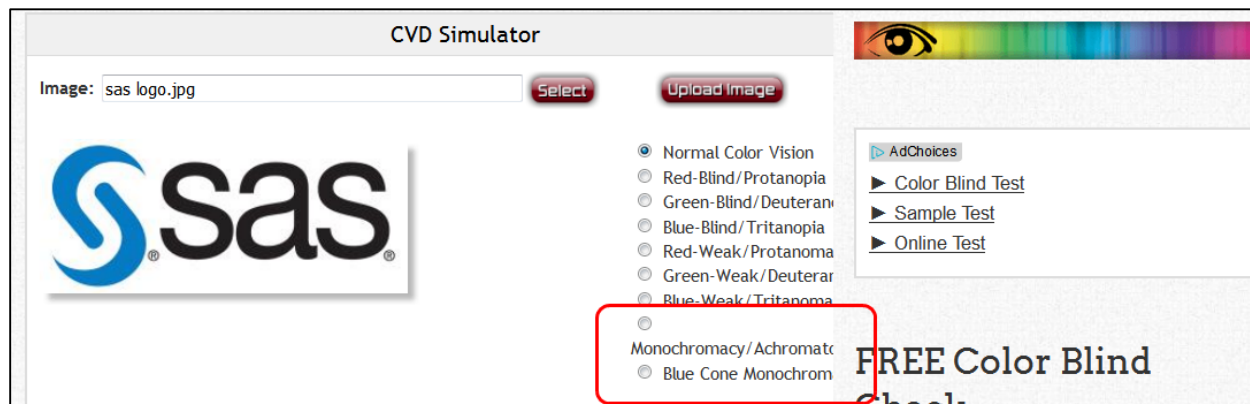 CVD Simulator
Image: sas logo.jpg Select Upload Image
sas
® ®
Normal Color Vision
Red-Blind/Protanopia
Green-Blind/Deuteran
Blue-Blind/Tritanopia
Red-Weak/Protanoma
Green-Weak/Deuteran
Blue-Weak/Tritanoma
Monochromacy/Achromato
Blue Cone Monochrom
AdChoices
► Color Blind Test
► Sample Test
► Online Test
FREE Color Blind
Check